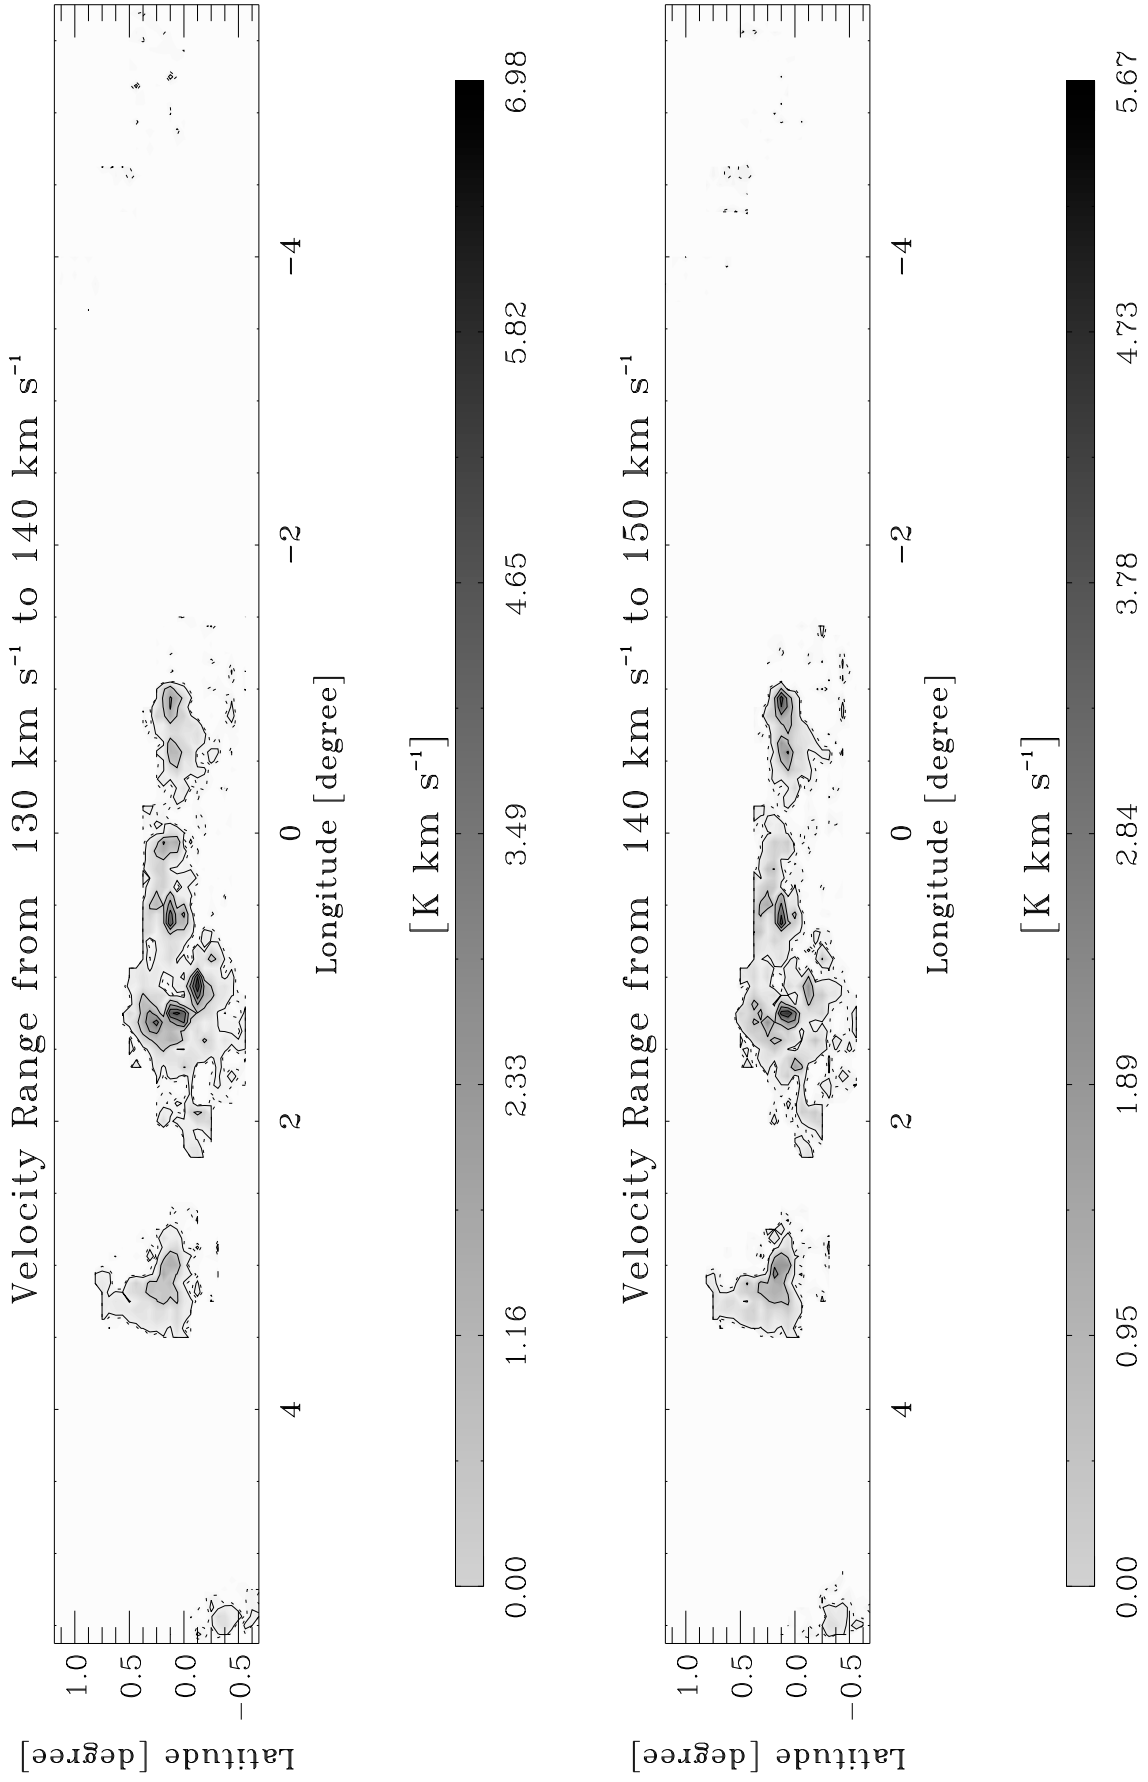 Velocity Range from 130 km s⁻¹ to 140 km s⁻¹
Latitude [degree]
1.0
0.5
0.0
−0.5
4 2 0 −2 −4
Longitude [degree]
0.00 1.16 2.33 3.49 4.65 5.82 6.98
[K km s⁻¹]
Velocity Range from 140 km s⁻¹ to 150 km s⁻¹
Latitude [degree]
1.0
0.5
0.0
−0.5
4 2 0 −2 −4
Longitude [degree]
0.00 0.95 1.89 2.84 3.78 4.73 5.67
[K km s⁻¹]